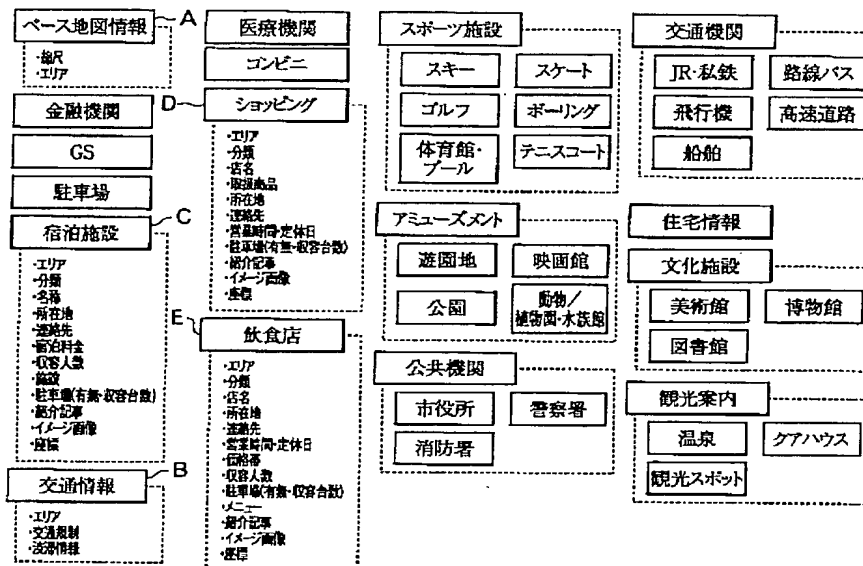 ベース地図情報
A
・縮尺
・エリア
金融機関
GS
駐車場
宿泊施設
C
・エリア
・分類
・名称
・所在地
・連絡先
・宿泊料金
・収容人数
・施設
・駐車場(有無・収容台数)
・紹介記事
・イメージ画像
・座標
交通情報
B
・エリア
・交通規制
・渋滞情報
医療機関
コンビニ
D
ショッピング
・エリア
・分類
・店名
・取扱商品
・所在地
・連絡先
・営業時間・定休日
・駐車場(有無・収容台数)
・紹介記事
・イメージ画像
・座標
E
飲食店
・エリア
・分類
・店名
・所在地
・連絡先
・営業時間・定休日
・価格帯
・収容人数
・駐車場(有無・収容台数)
・メニュー
・紹介記事
・イメージ画像
・座標
スポーツ施設
スキー
スケート
ゴルフ
ボーリング
体育館・
プール
テニスコート
アミューズメント
遊園地
映画館
公園
動物/
植物園・水族館
公共機関
市役所
警察署
消防署
交通機関
JR・私鉄
路線バス
飛行機
高速道路
船舶
住宅情報
文化施設
美術館
博物館
図書館
観光案内
温泉
クアハウス
観光スポット